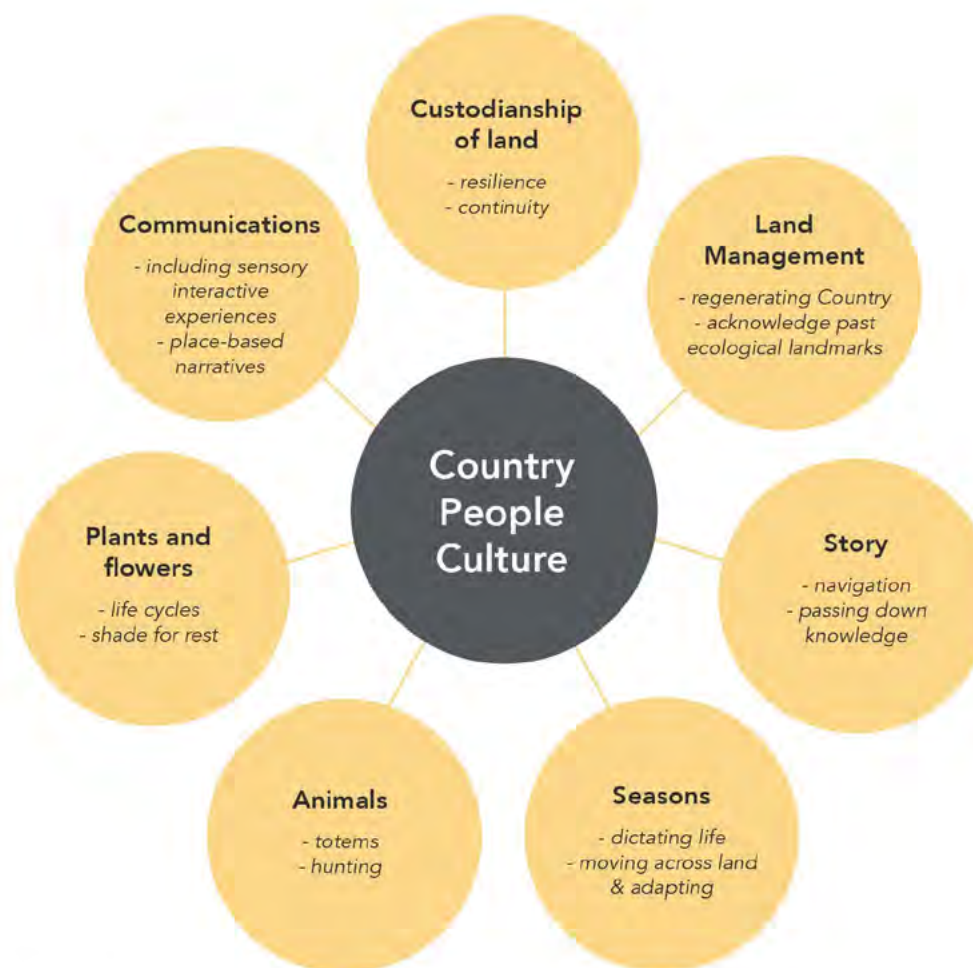 Custodianship
of land
- resilience
- continuity
Land
Management
- regenerating Country
- acknowledge past
ecological landmarks
Story
- navigation
- passing down
knowledge
Seasons
- dictating life
- moving across land
& adapting
Animals
- totems
- hunting
Plants and
flowers
- life cycles
- shade for rest
Communications
- including sensory
interactive
experiences
- place-based
narratives
Country
People
Culture